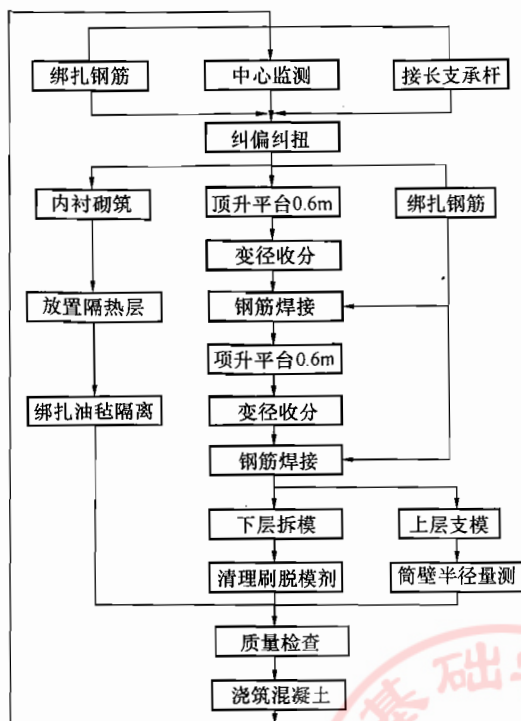 绑扎钢筋
中心监测
接长支承杆
纠偏纠扭
内衬砌筑
顶升平台0.6m
绑扎钢筋
变径收分
放置隔热层
钢筋焊接
项升平台0.6m
绑扎油毡隔离
变径收分
钢筋焊接
下层拆模
上层支模
清理刷脱模剂
筒壁半径量测
质量检查
浇筑混凝土
基础